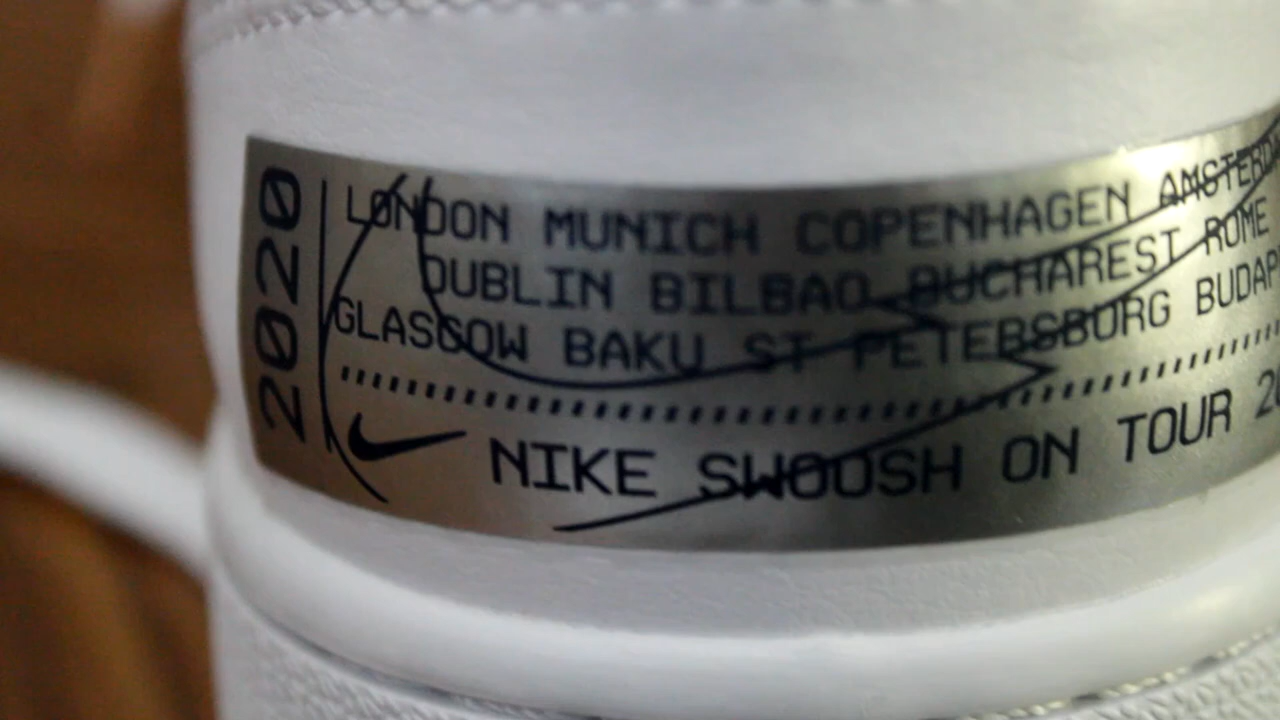 2020
LONDON MUNICH COPENHAGEN
DUBLIN BILBAO BUCHAREST ROME
GLASGOW BAKU ST PETERSBURG
NIKE SWOOSH ON TOUR